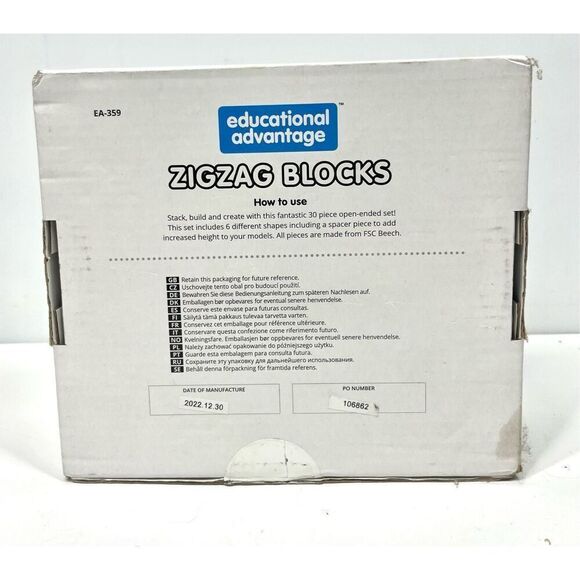 EA-359
educational
advantage
™
ZIGZAG BLOCKS
How to use
Stack, build and create with this fantastic 30 piece open-ended set!
This set includes 6 different shapes including a spacer piece to add
increased height to your models. All pieces are made from FSC Beech.
GB Retain this packaging for future reference.
CZ Uschovejte tento obal pro budoucí použití.
DE Bewahren Sie diese Bedienungsanleitung zum späteren Nachlesen auf.
DK Emballagen bør opbevares for eventual senere henvendelse.
ES Conserve este envase para futuras consultas.
FI Säilytä tämä pakkaus tulevaa tarvetta varten.
FR Conservez cet emballage pour référence ultérieure.
IT Conservare questa confezione come riferimento futuro.
NO Kveliningsfare. Emballasjen bør oppbevares for eventuell senere henvendelse.
PL Należy zachować opakowanie do późniejszego użytku.
PT Guarde esta embalagem para consulta futura.
RU Сохраните эту упаковку для дальнейшего использования.
SE Behåll denna förpackning för framtida referens.
DATE OF MANUFACTURE
2022.12.30
PO NUMBER
106862